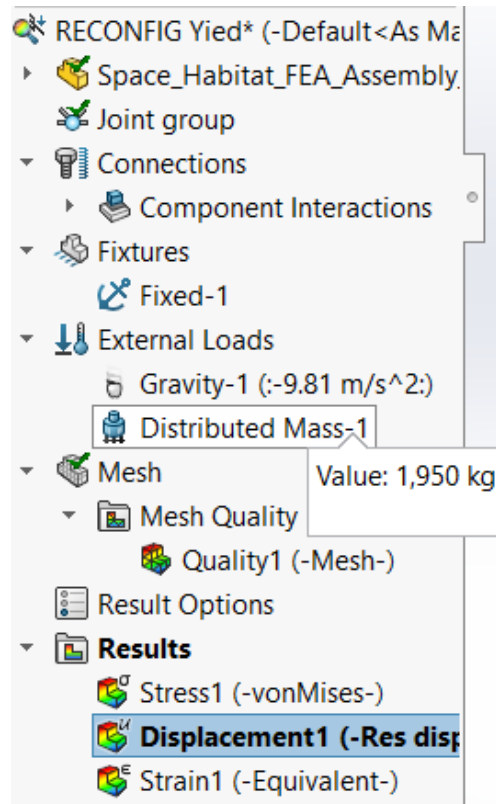 RECONFIG Yied* (-Default<As Ma
Space_Habitat_FEA_Assembly_
Joint group
Connections
Component Interactions
Fixtures
Fixed-1
External Loads
Gravity-1 (:-9.81 m/s^2:)
Distributed Mass-1
Mesh
Value: 1,950 kg
Mesh Quality
Quality1 (-Mesh-)
Result Options
Results
Stress1 (-vonMises-)
Displacement1 (-Res disp
Strain1 (-Equivalent-)